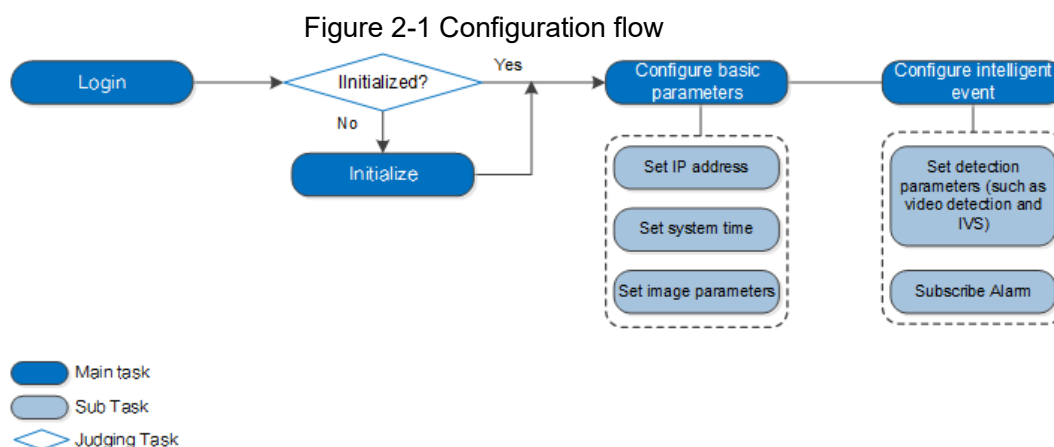 Figure 2-1 Configuration flow
Login
IInitialized?
Yes
No
Initialize
Configure basic
parameters
Set IP address
Set system time
Set image parameters
Configure intelligent
event
Set detection
parameters (such as
video detection and
IVS)
Subscribe Alarm
Main task
Sub Task
Judging Task